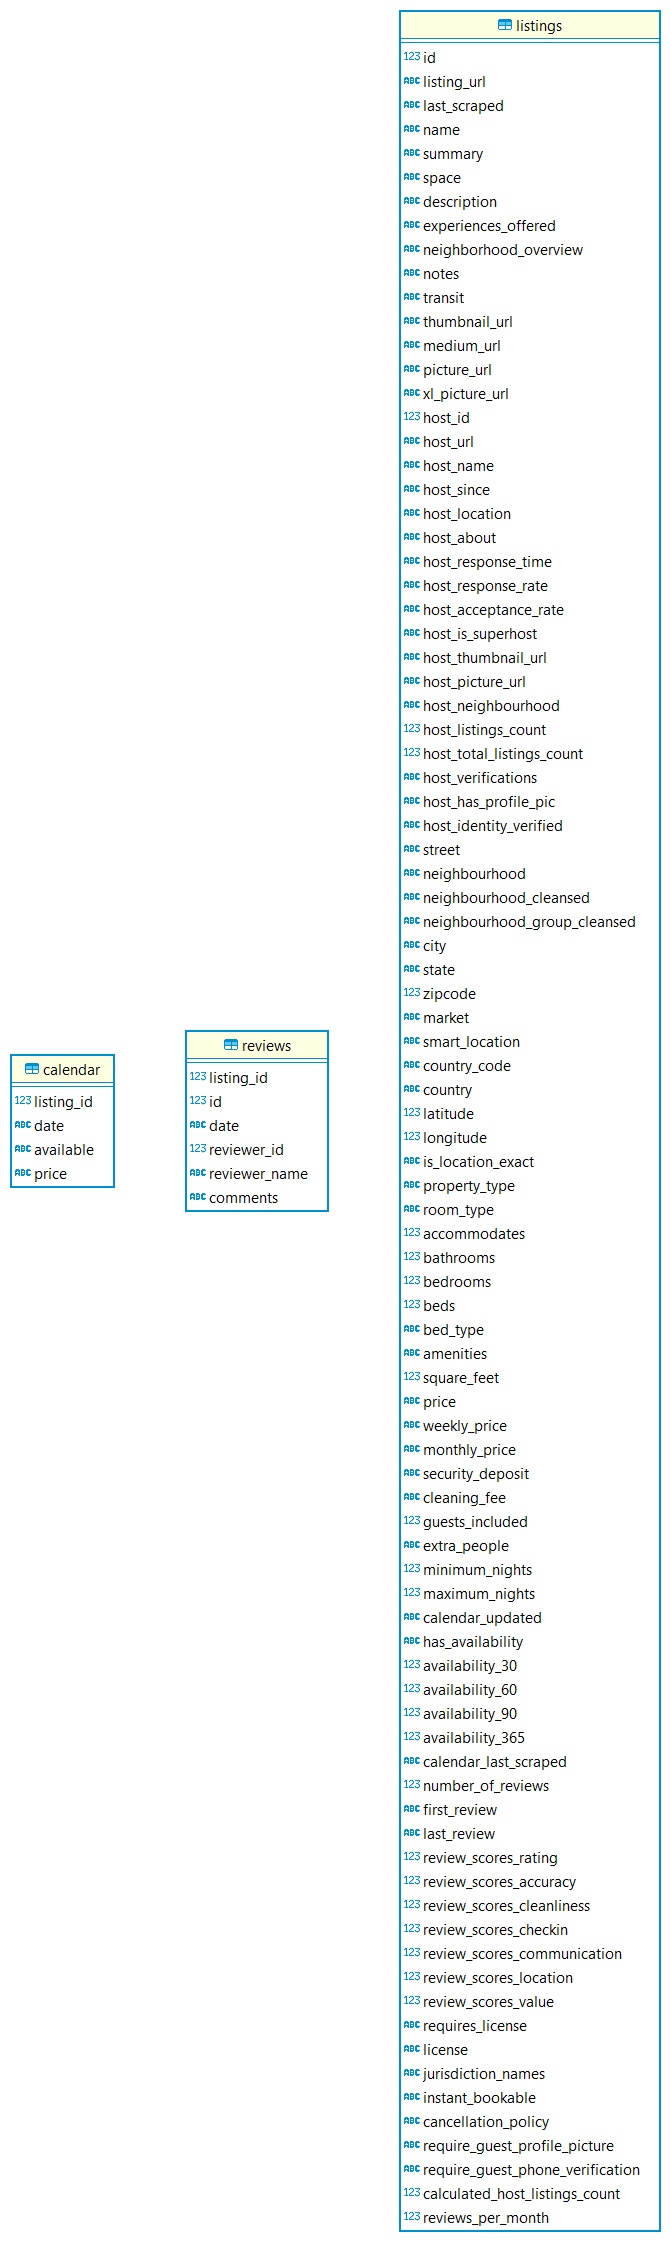 listings
123 id
ABC listing_url
ABC last_scraped
ABC name
ABC summary
ABC space
ABC description
ABC experiences_offered
ABC neighborhood_overview
ABC notes
ABC transit
ABC thumbnail_url
ABC medium_url
ABC picture_url
ABC xl_picture_url
123 host_id
ABC host_url
ABC host_name
ABC host_since
ABC host_location
ABC host_about
ABC host_response_time
ABC host_response_rate
ABC host_acceptance_rate
ABC host_is_superhost
ABC host_thumbnail_url
ABC host_picture_url
ABC host_neighbourhood
123 host_listings_count
123 host_total_listings_count
ABC host_verifications
ABC host_has_profile_pic
ABC host_identity_verified
ABC street
ABC neighbourhood
ABC neighbourhood_cleansed
ABC neighbourhood_group_cleansed
ABC city
ABC state
123 zipcode
ABC market
ABC smart_location
ABC country_code
ABC country
123 latitude
123 longitude
ABC is_location_exact
ABC property_type
ABC room_type
123 accommodates
123 bathrooms
123 bedrooms
123 beds
ABC bed_type
ABC amenities
123 square_feet
ABC price
ABC weekly_price
ABC monthly_price
ABC security_deposit
ABC cleaning_fee
123 guests_included
ABC extra_people
123 minimum_nights
123 maximum_nights
ABC calendar_updated
ABC has_availability
123 availability_30
123 availability_60
123 availability_90
123 availability_365
ABC calendar_last_scraped
123 number_of_reviews
ABC first_review
ABC last_review
123 review_scores_rating
123 review_scores_accuracy
123 review_scores_cleanliness
123 review_scores_checkin
123 review_scores_communication
123 review_scores_location
123 review_scores_value
ABC requires_license
ABC license
ABC jurisdiction_names
ABC instant_bookable
ABC cancellation_policy
ABC require_guest_profile_picture
ABC require_guest_phone_verification
123 calculated_host_listings_count
123 reviews_per_month
calendar
123 listing_id
ABC date
ABC available
ABC price
reviews
123 listing_id
123 id
ABC date
123 reviewer_id
ABC reviewer_name
ABC comments